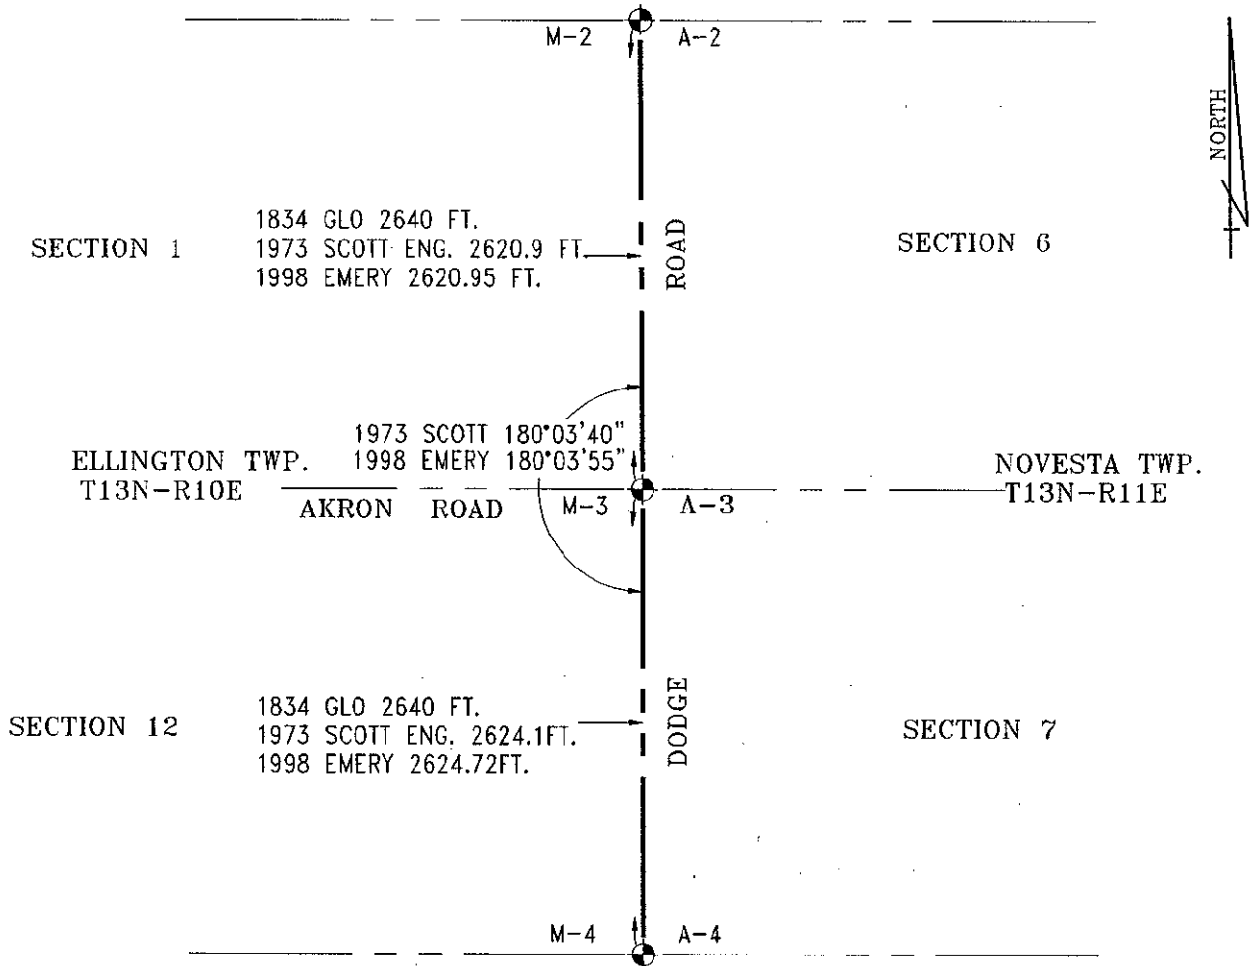 M-2 A-2
NORTH
1834 GLO 2640 FT.
SECTION 1 1973 SCOTT ENG. 2620.9 FT.
1998 EMERY 2620.95 FT.
ROAD
SECTION 6
1973 SCOTT 180°03'40"
1998 EMERY 180°03'55"
ELLINGTON TWP.
T13N-R10E
AKRON ROAD
M-3 A-3
NOVESTA TWP.
T13N-R11E
1834 GLO 2640 FT.
SECTION 12 1973 SCOTT ENG. 2624.1FT.
1998 EMERY 2624.72FT.
DODGE
SECTION 7
M-4 A-4